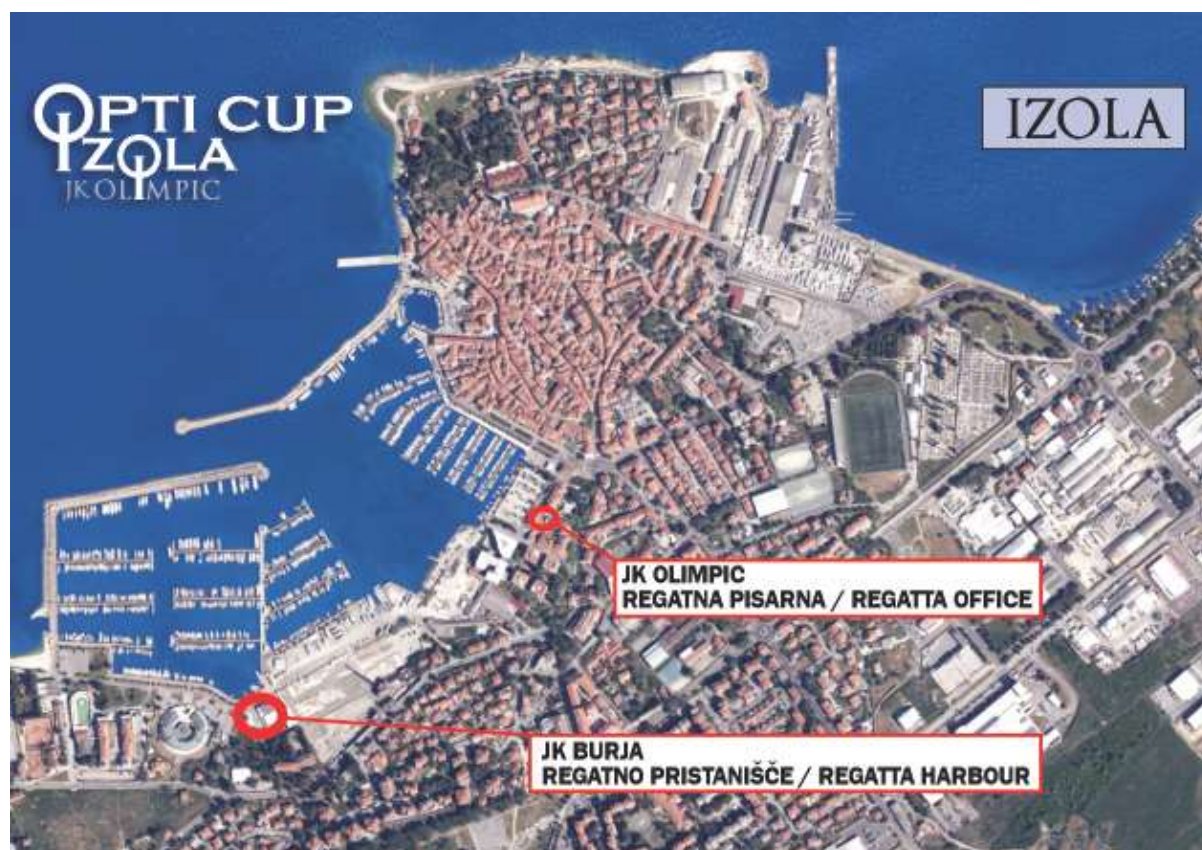 OPTI CUP
IZOLA
JK OLIMPIC
IZOLA
JK OLIMPIC
REGATNA PISARNA / REGATTA OFFICE
JK BURJA
REGATNO PRISTANIŠČE / REGATTA HARBOUR